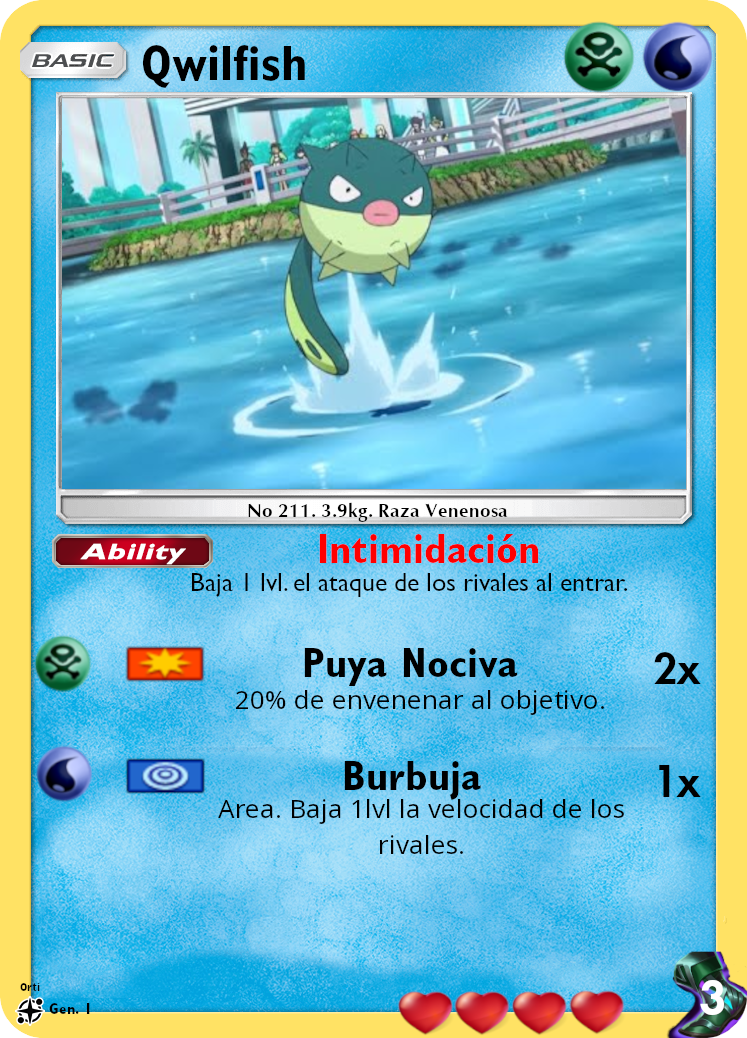 BASIC Qwilfish
No 211. 3.9kg. Raza Venenosa
Ability Intimidación
Baja 1 lvl. el ataque de los rivales al entrar.
Puya Nociva 2x
20% de envenenar al objetivo.
Burbuja 1x
Area. Baja 1lvl la velocidad de los
rivales.
Orti
Gen. 1
3